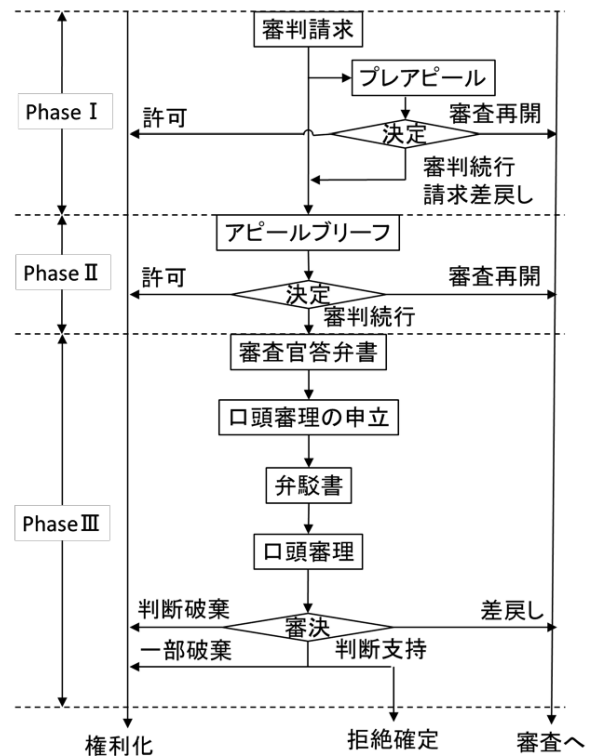 審判請求
プレアピール
Phase Ⅰ
許可
決定
審査再開
審判続行
請求差戻し
アピールブリーフ
Phase Ⅱ
許可
決定
審査再開
審判続行
審査官答弁書
口頭審理の申立
弁駁書
Phase Ⅲ
口頭審理
判断破棄
審決
差戻し
一部破棄
判断支持
権利化
拒絶確定
審査へ